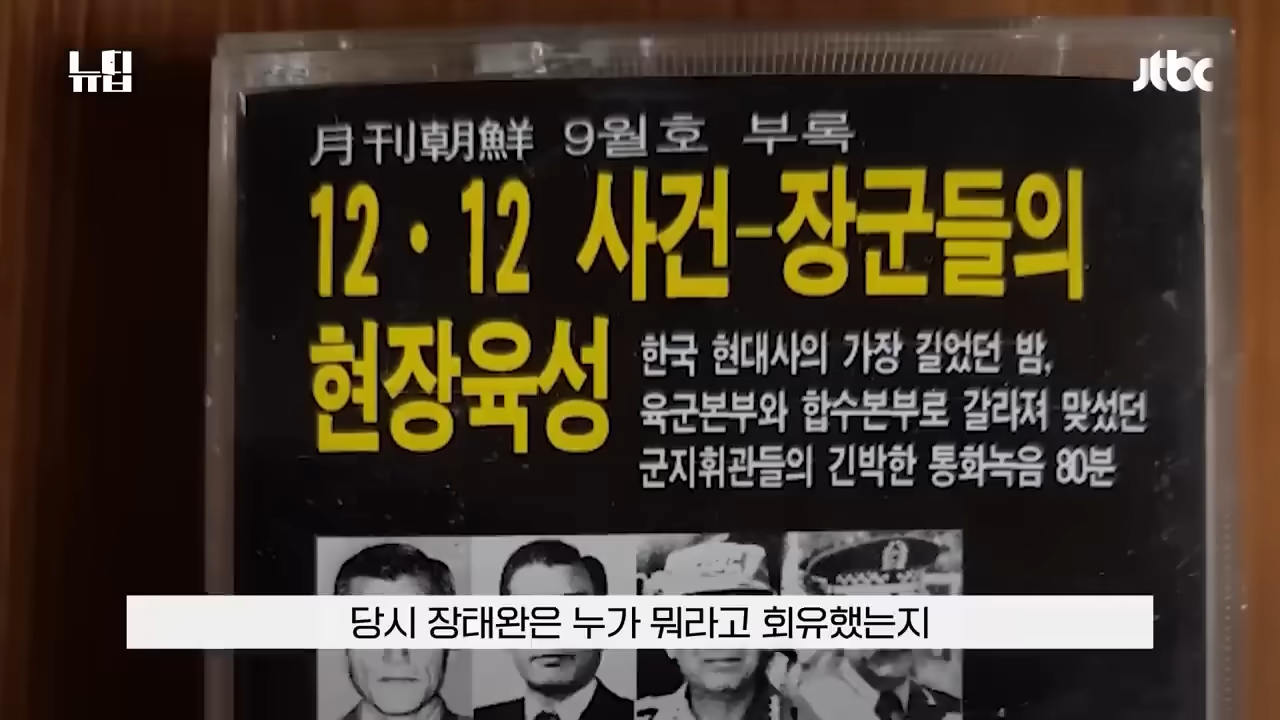 뉴딥
jtbc
月刊朝鮮 9월호 부록
12·12 사건-장군들의
현장육성
한국 현대사의 가장 길었던 밤,
육군본부와 합수본부로 갈라져 맞섰던
군지휘관들의 긴박한 통화녹음 80분
당시 장태완은 누가 뭐라고 회유했는지